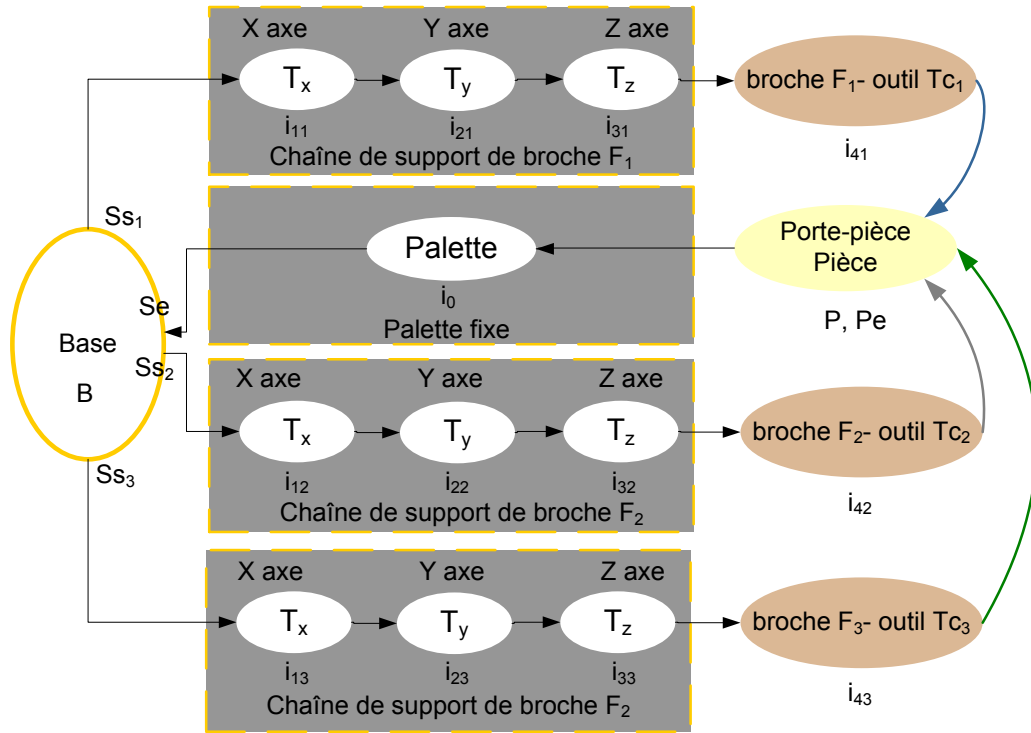 X axe Y axe Z axe
Tx Ty Tz
broche F1- outil Tc1
i11 i21 i31
i41
Chaîne de support de broche F1
Ss1
Palette
Porte-pièce
Pièce
i0
Se
Palette fixe
P, Pe
Base
B
Ss2
X axe Y axe Z axe
Tx Ty Tz
broche F2- outil Tc2
i12 i22 i32
i42
Chaîne de support de broche F2
Ss3
X axe Y axe Z axe
Tx Ty Tz
broche F3- outil Tc3
i13 i23 i33
i43
Chaîne de support de broche F2